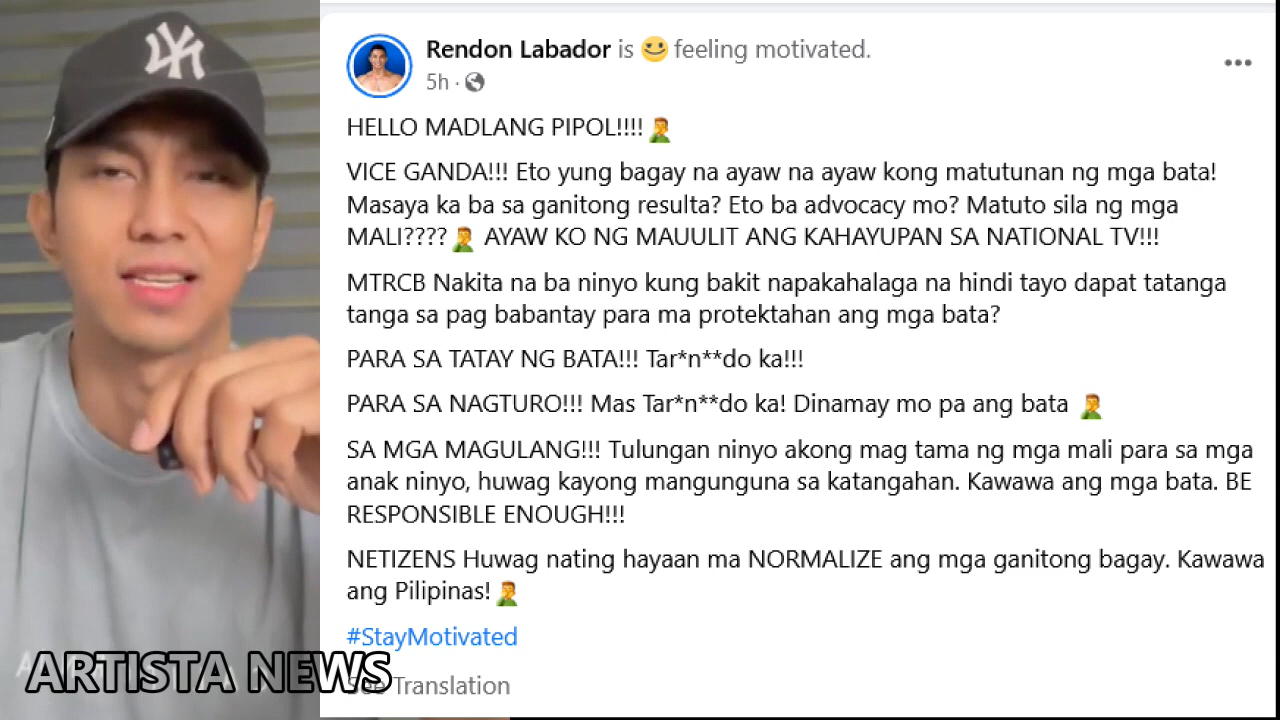 Rendon Labador is 😀 feeling motivated.
5h ·
HELLO MADLANG PIPOL!!!! 🤦‍♂️
VICE GANDA!!! Eto yung bagay na ayaw na ayaw kong matutunan ng mga bata!
Masaya ka ba sa ganitong resulta? Eto ba advocacy mo? Matuto sila ng mga
MALI???? 🤦‍♂️ AYAW KO NG MAUULIT ANG KAHAYUPAN SA NATIONAL TV!!!
MTRCB Nakita na ba ninyo kung bakit napakahalaga na hindi tayo dapat tatanga
tanga sa pag babantay para ma protektahan ang mga bata?
PARA SA TATAY NG BATA!!! Tar*n**do ka!!!
PARA SA NAGTURO!!! Mas Tar*n**do ka! Dinamay mo pa ang bata 🤦‍♂️
SA MGA MAGULANG!!! Tulungan ninyo akong mag tama ng mga mali para sa mga
anak ninyo, huwag kayong mangunguna sa katangahan. Kawawa ang mga bata. BE
RESPONSIBLE ENOUGH!!!
NETIZENS Huwag nating hayaan ma NORMALIZE ang mga ganitong bagay. Kawawa
ang Pilipinas! 🤦‍♂️
#StayMotivated
See Translation
ARTISTA NEWS
NY